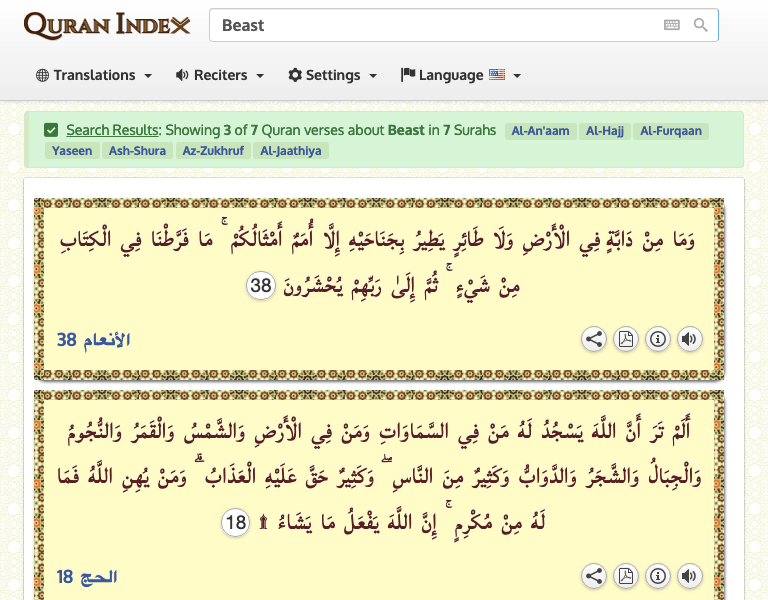 QURAN INDEX
Beast
Translations Reciters Settings Language
Search Results: Showing 3 of 7 Quran verses about Beast in 7 Surahs Al-An'aam Al-Hajj Al-Furqaan
Yaseen Ash-Shura Az-Zukhruf Al-Jaathiya
وَمَا مِنْ دَابَّةٍ فِي الْأَرْضِ وَلَا طَائِرٍ يَطِيرُ بِجَنَاحَيْهِ إِلَّا أُمَمٌ أَمْثَالُكُمْ ۚ مَا فَرَّطْنَا فِي الْكِتَابِ
مِنْ شَيْءٍ ۚ ثُمَّ إِلَىٰ رَبِّهِمْ يُحْشَرُونَ 38
الأنعام 38
أَلَمْ تَرَ أَنَّ اللَّهَ يَسْجُدُ لَهُ مَنْ فِي السَّمَاوَاتِ وَمَنْ فِي الْأَرْضِ وَالشَّمْسُ وَالْقَمَرُ وَالنُّجُومُ
وَالْجِبَالُ وَالشَّجَرُ وَالدَّوَابُّ وَكَثِيرٌ مِنَ النَّاسِ ۖ وَكَثِيرٌ حَقَّ عَلَيْهِ الْعَذَابُ ۗ وَمَنْ يُهِنِ اللَّهُ فَمَا
لَهُ مِنْ مُكْرِمٍ ۚ إِنَّ اللَّهَ يَفْعَلُ مَا يَشَاءُ ۩ 18
الحج 18